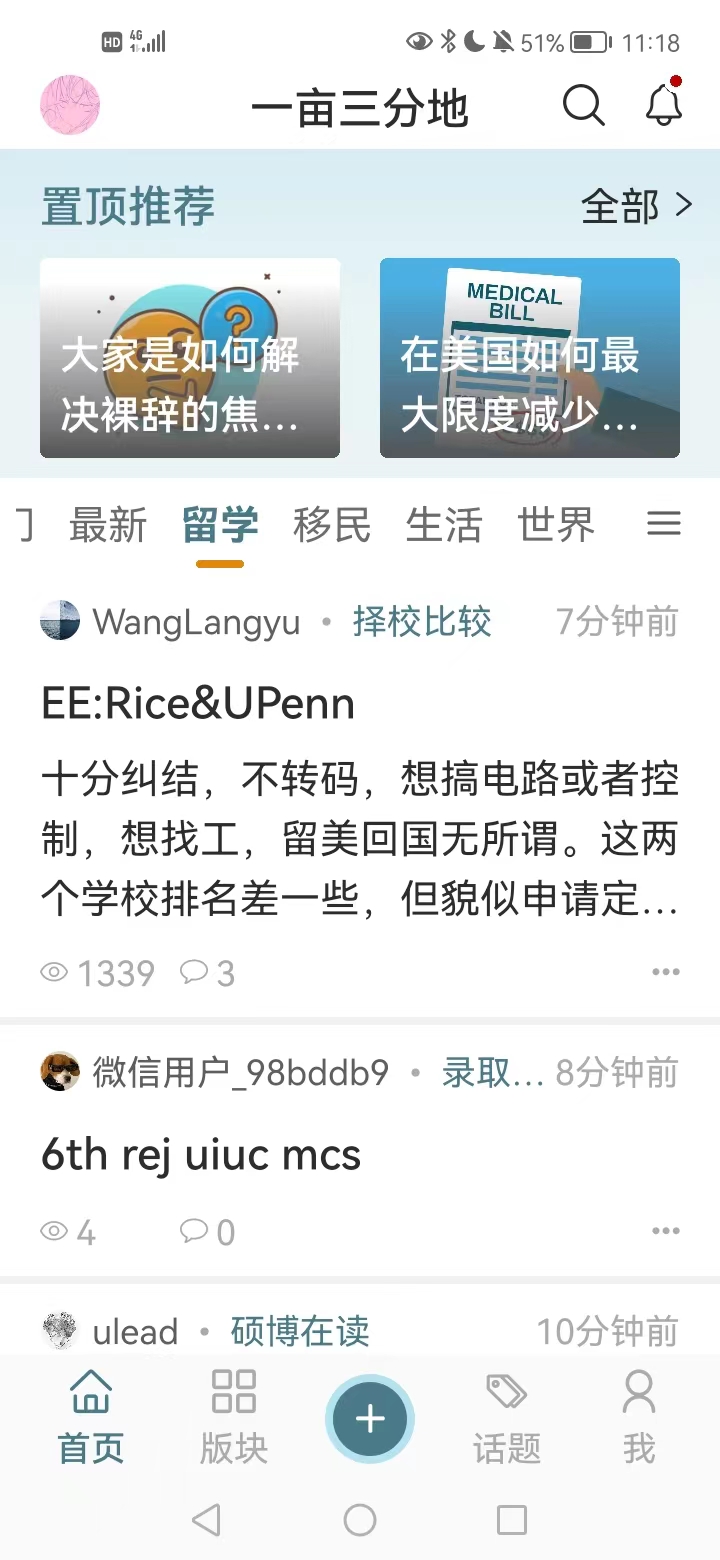 HD 4G 51% 11:18
一亩三分地
置顶推荐 全部
MEDICAL
BILL
大家是如何解
决裸辞的焦...
在美国如何最
大限度减少...
最新 留学 移民 生活 世界
WangLangyu • 择校比较 7分钟前
EE:Rice&UPenn
十分纠结，不转码，想搞电路或者控
制，想找工，留美回国无所谓。这两
个学校排名差一些，但貌似申请定...
1339 3
微信用户_98bddb9 • 录取... 8分钟前
6th rej uiuc mcs
4 0
ulead • 硕博在读 10分钟前
首页 版块 话题 我